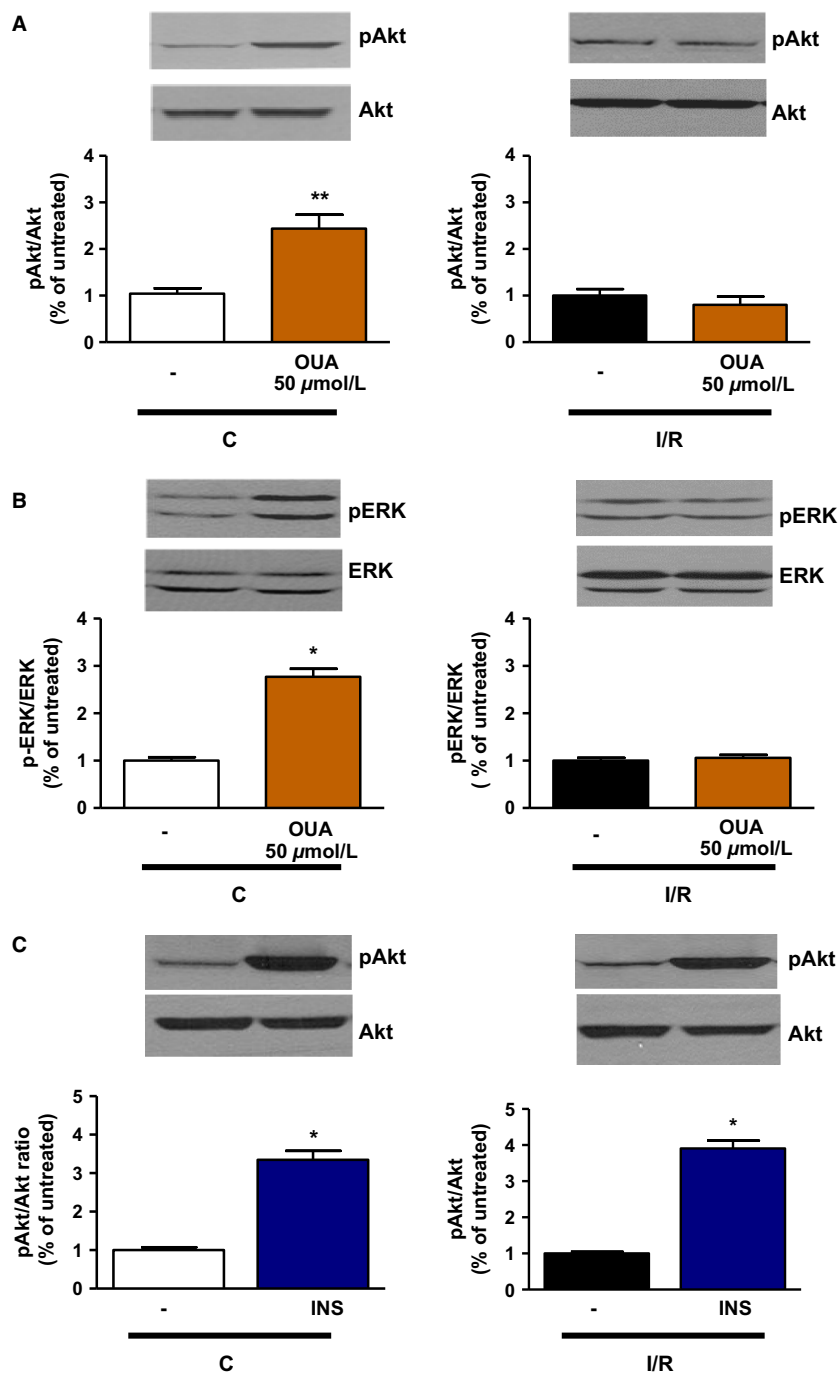 A
pAkt
Akt
pAkt/Akt
(% of untreated)
4
3
2
1
0
**
-
OUA
50 µmol/L
C
pAkt
Akt
pAkt/Akt
(% of untreated)
4
3
2
1
0
-
OUA
50 µmol/L
I/R
B
pERK
ERK
p-ERK/ERK
(% of untreated)
4
3
2
1
0
*
-
OUA
50 µmol/L
C
pERK
ERK
pERK/ERK
( % of untreated)
4
3
2
1
0
-
OUA
50 µmol/L
I/R
C
pAkt
Akt
pAkt/Akt ratio
(% of untreated)
5
4
3
2
1
0
*
-
INS
C
pAkt
Akt
pAkt/Akt
(% of untreated)
5
4
3
2
1
0
*
-
INS
I/R